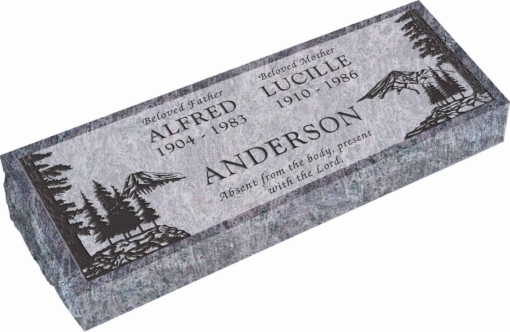 Beloved Father
ALFRED
1904 - 1983
Beloved Mother
LUCILLE
1910 - 1986
ANDERSON
Absent from the body, present
with the Lord.